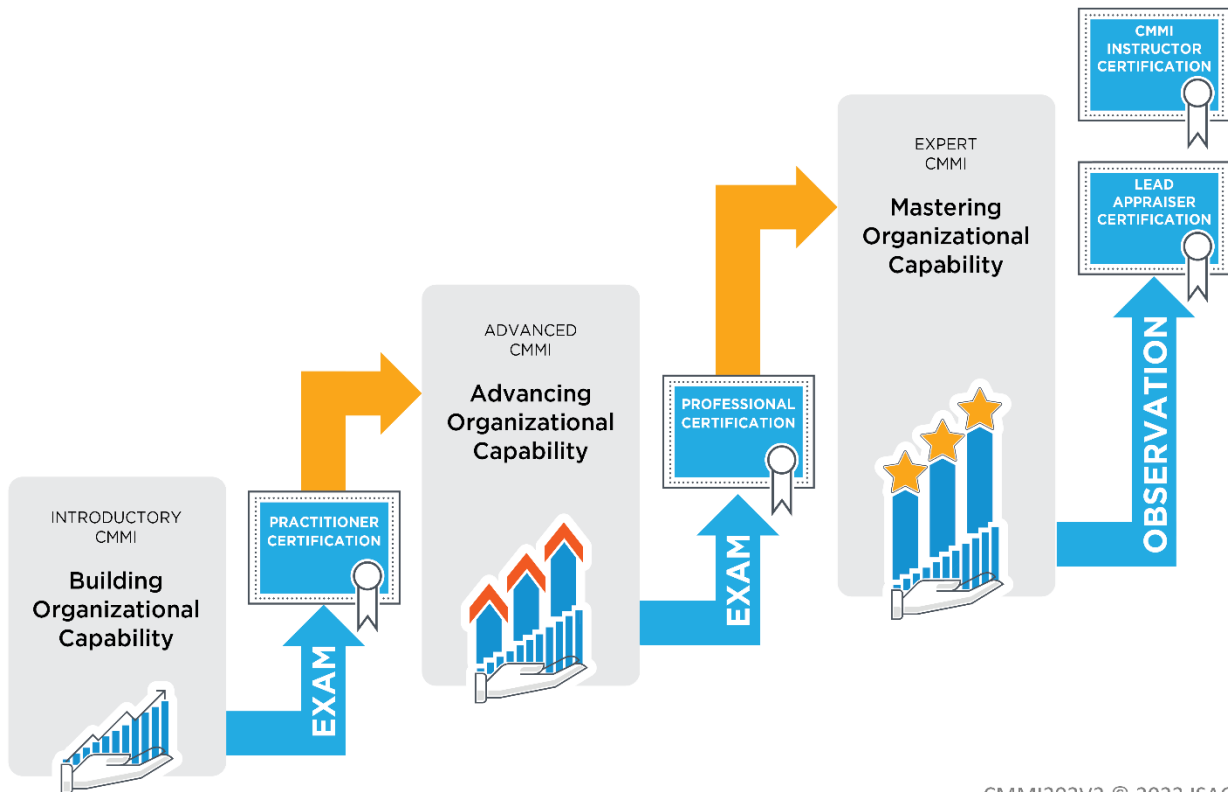 INTRODUCTORY
CMMI
Building
Organizational
Capability
EXAM
PRACTITIONER
CERTIFICATION
ADVANCED
CMMI
Advancing
Organizational
Capability
EXAM
PROFESSIONAL
CERTIFICATION
EXPERT
CMMI
Mastering
Organizational
Capability
OBSERVATION
LEAD
APPRAISER
CERTIFICATION
CMMI
INSTRUCTOR
CERTIFICATION